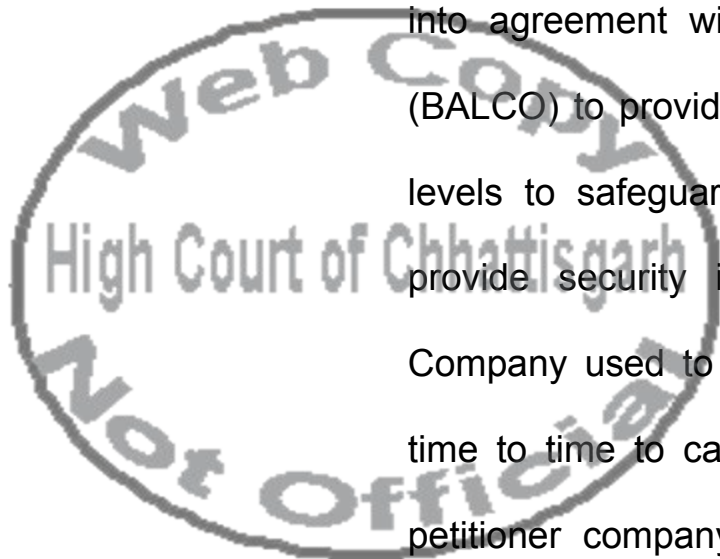 into agreement wi
(BALCO) to provid
levels to safeguar
provide security i
Company used to
time to time to ca
petitioner company
Web Copy
High Court of Chhattisgarh
Not Official